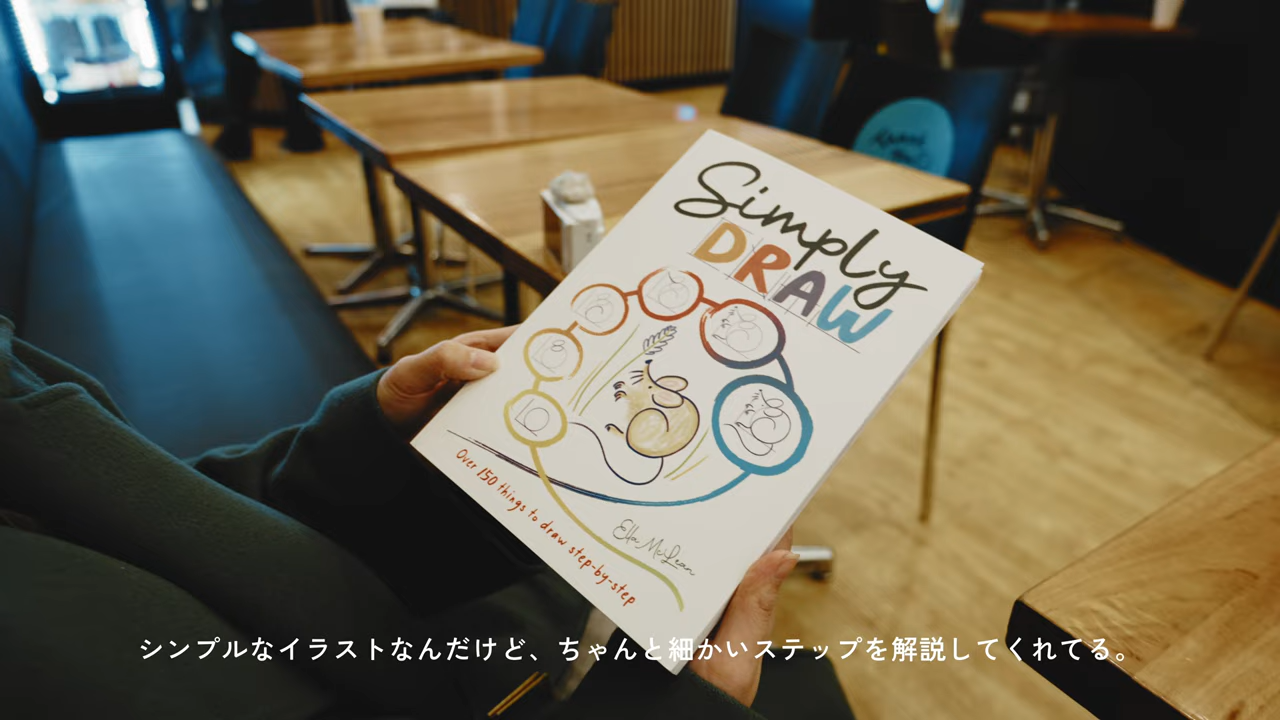 Simply
DRAW
Over 150 things to draw step-by-step
Ella McLean
シンプルなイラストなんだけど、ちゃんと細かいステップを解説してくれてる。